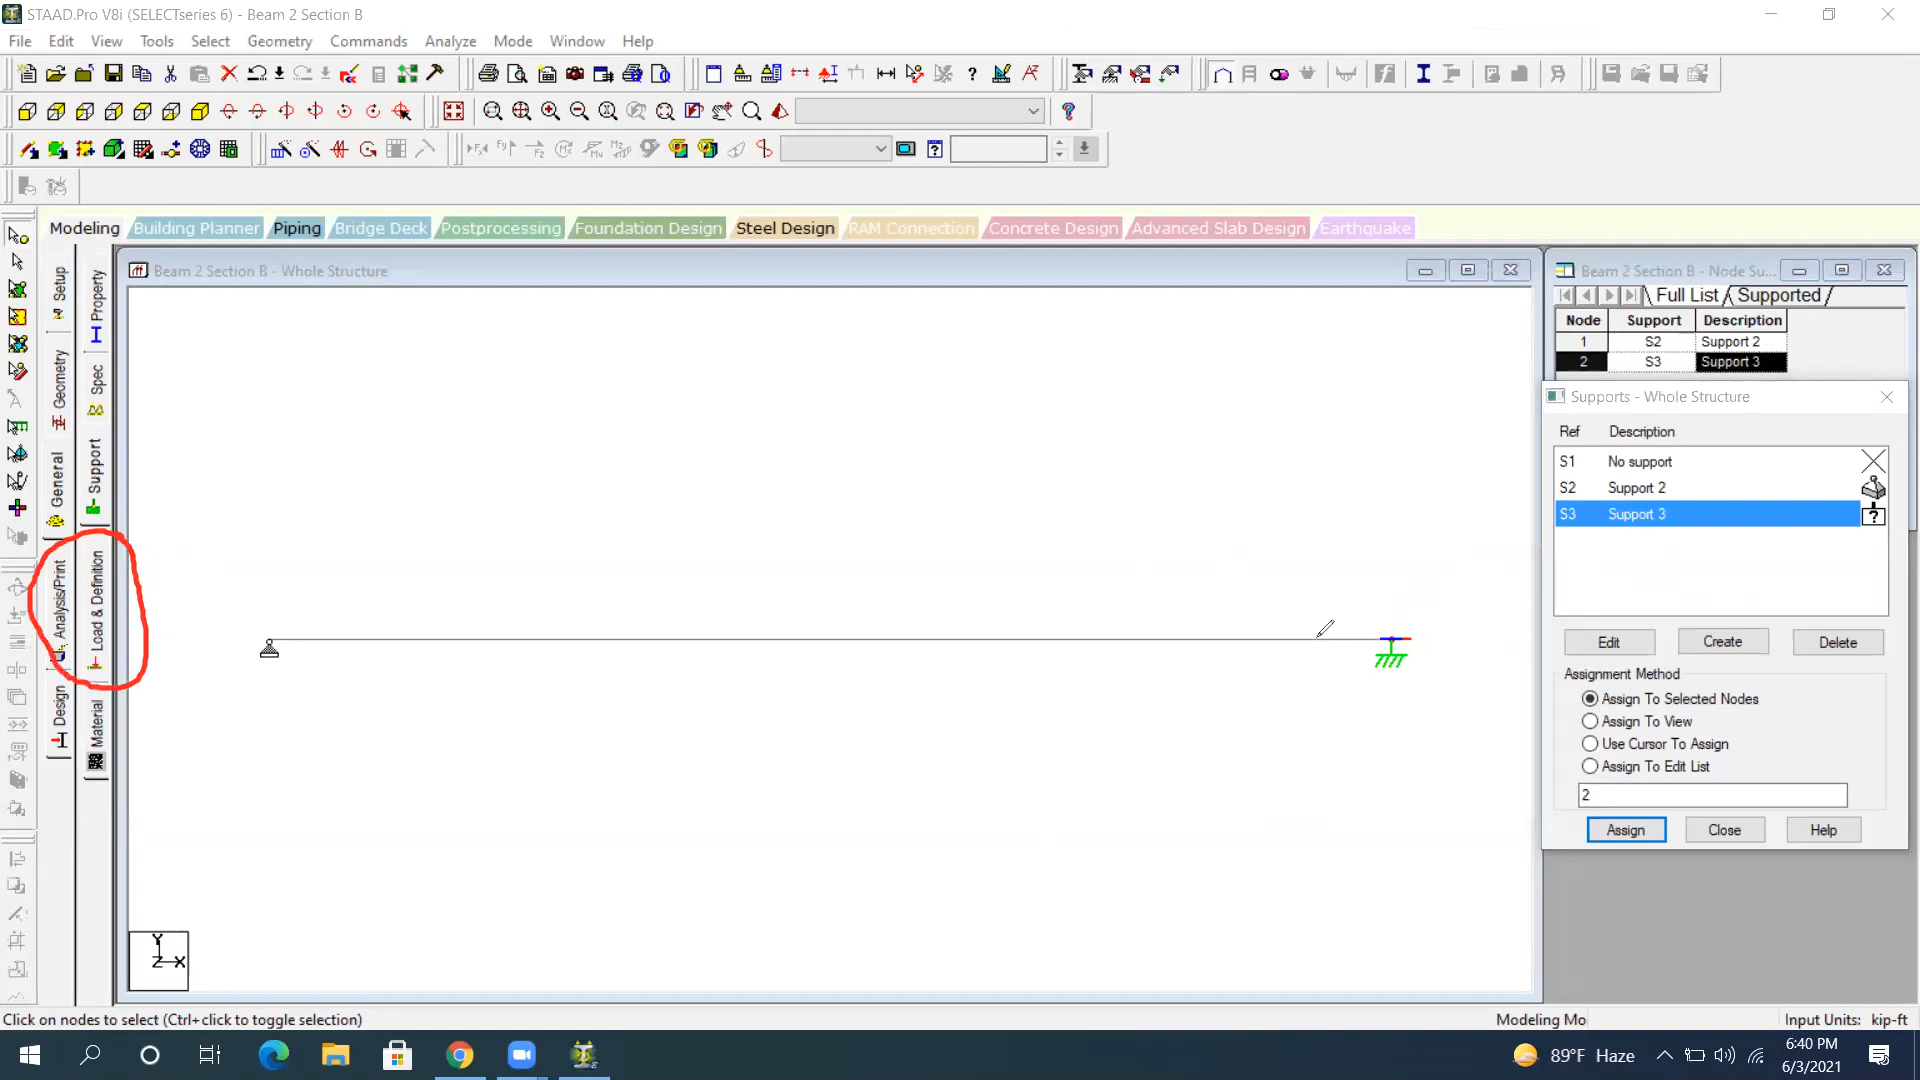 STAAD.Pro V8i (SELECTseries 6) - Beam 2 Section B
File Edit View Tools Select Geometry Commands Analyze Mode Window Help
Modeling Building Planner Piping Bridge Deck Postprocessing Foundation Design Steel Design RAM Connection Concrete Design Advanced Slab Design Earthquake
Setup
Geometry
General
Analysis/Print
Design
Property
Spec
Support
Load & Definition
Material
Beam 2 Section B - Whole Structure
Y
Z X
Beam 2 Section B - Node Su...
Full List Supported
Node Support Description
1 S2 Support 2
2 S3 Support 3
Supports - Whole Structure
Ref Description
S1 No support
S2 Support 2
S3 Support 3
Edit Create Delete
Assignment Method
Assign To Selected Nodes
Assign To View
Use Cursor To Assign
Assign To Edit List
2
Assign Close Help
Click on nodes to select (Ctrl+click to toggle selection)
Modeling Mo
Input Units: kip-ft
89°F Haze
6:40 PM
6/3/2021